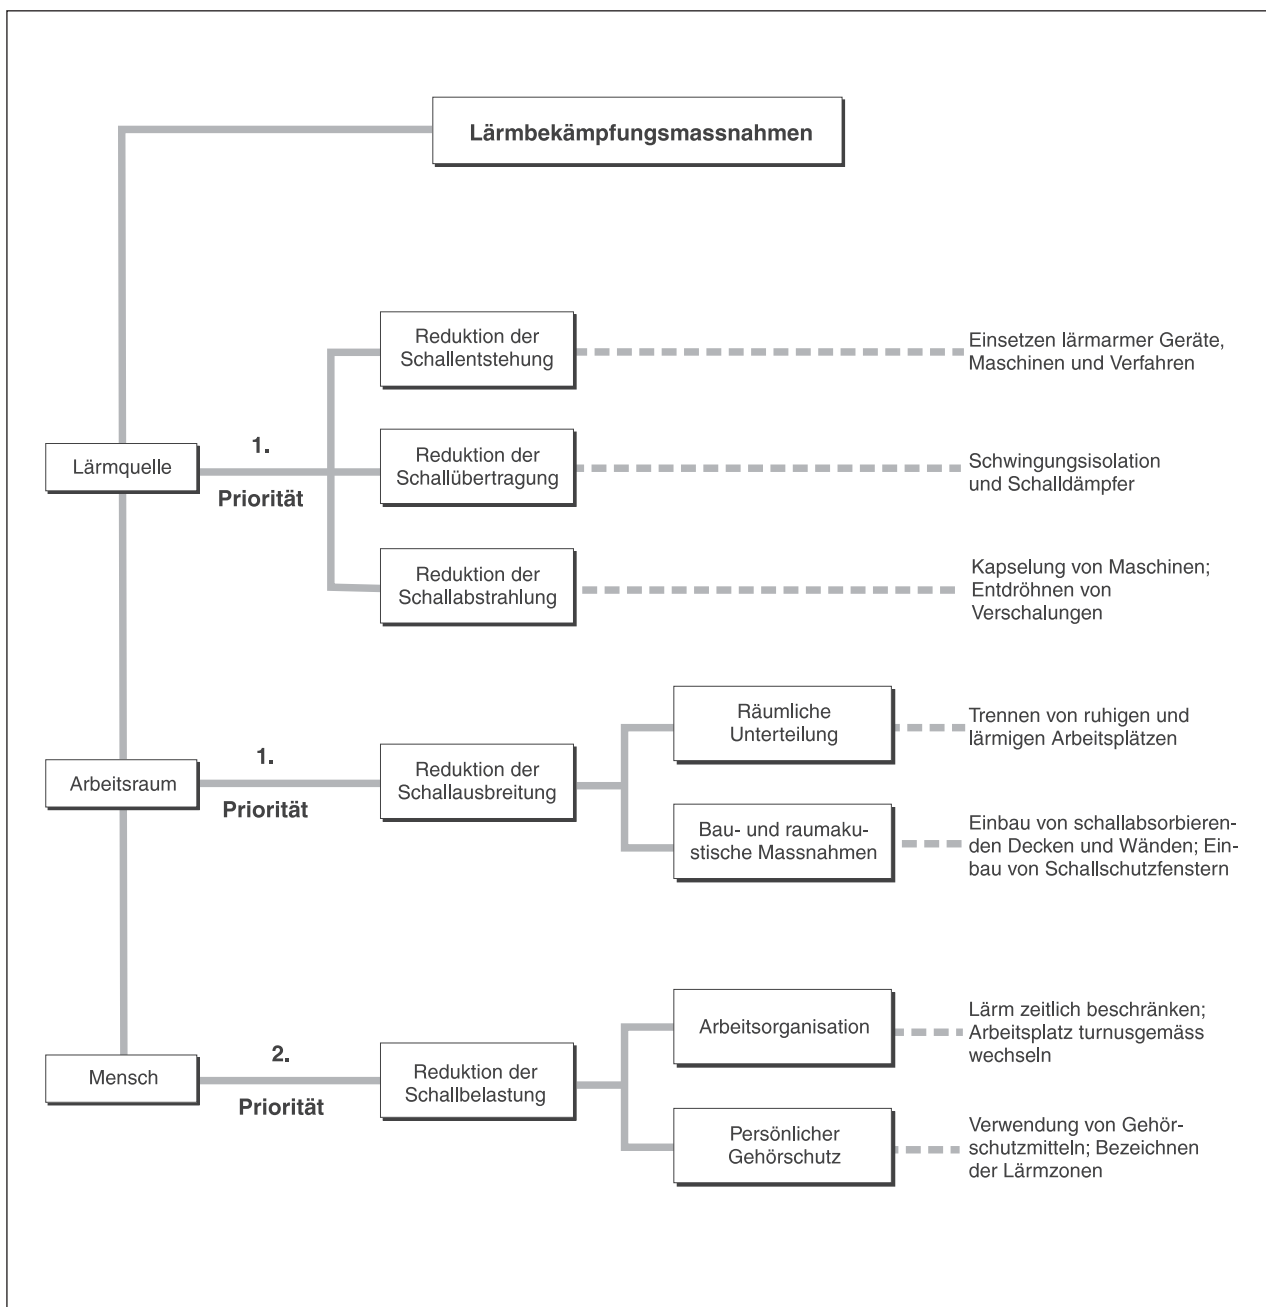 Lärmbekämpfungsmassnahmen
Reduktion der
Schallentstehung
Einsetzen lärmarmer Geräte,
Maschinen und Verfahren
Lärmquelle
1.
Priorität
Reduktion der
Schallübertragung
Schwingungsisolation
und Schalldämpfer
Reduktion der
Schallabstrahlung
Kapselung von Maschinen;
Entdröhnen von
Verschalungen
Arbeitsraum
1.
Priorität
Reduktion der
Schallausbreitung
Räumliche
Unterteilung
Trennen von ruhigen und
lärmigen Arbeitsplätzen
Bau- und raumaku-
stische Massnahmen
Einbau von schallabsorbieren-
den Decken und Wänden; Ein-
bau von Schallschutzfenstern
Mensch
2.
Priorität
Reduktion der
Schallbelastung
Arbeitsorganisation
Lärm zeitlich beschränken;
Arbeitsplatz turnusgemäss
wechseln
Persönlicher
Gehörschutz
Verwendung von Gehör-
schutzmitteln; Bezeichnen
der Lärmzonen